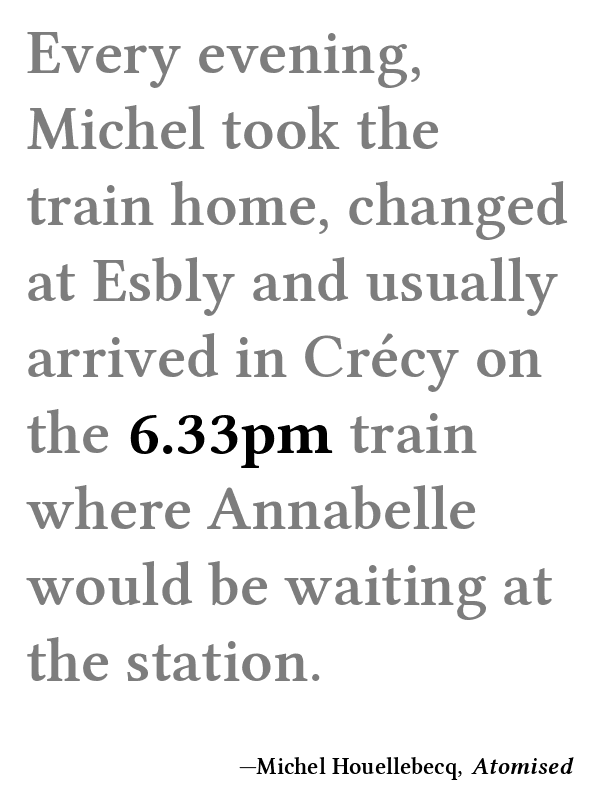 Every evening,
Michel took the
train home, changed
at Esbly and usually
arrived in Crécy on
the 6.33pm train
where Annabelle
would be waiting at
the station.
—Michel Houellebecq, Atomised